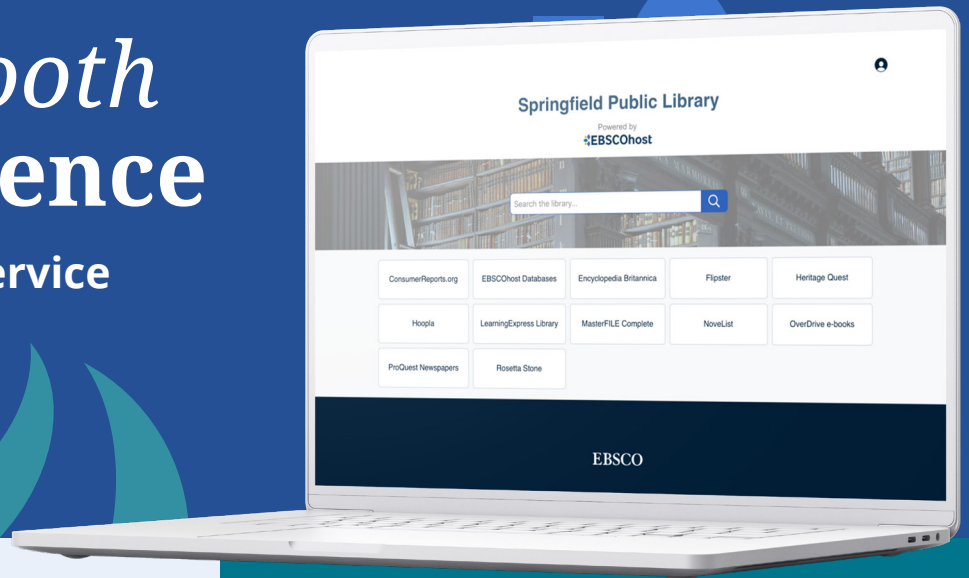 ooth
ence
ervice
Springfield Public Library
Powered by
EBSCOhost
Search the library...
ConsumerReports.org
EBSCOhost Databases
Encyclopedia Britannica
Flipster
Heritage Quest
Hoopla
LearningExpress Library
MasterFILE Complete
NoveList
OverDrive e-books
ProQuest Newspapers
Rosetta Stone
EBSCO